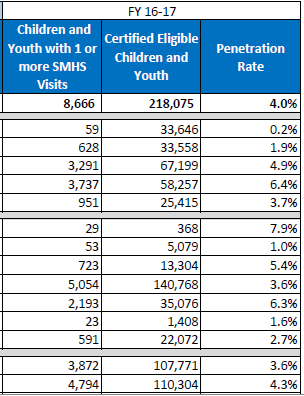 FY 16-17
Children and Youth with 1 or more SMHS Visits Certified Eligible Children and Youth Penetration Rate
8,666 218,075 4.0%
59 33,646 0.2%
628 33,558 1.9%
3,291 67,199 4.9%
3,737 58,257 6.4%
951 25,415 3.7%
29 368 7.9%
53 5,079 1.0%
723 13,304 5.4%
5,054 140,768 3.6%
2,193 35,076 6.3%
23 1,408 1.6%
591 22,072 2.7%
3,872 107,771 3.6%
4,794 110,304 4.3%